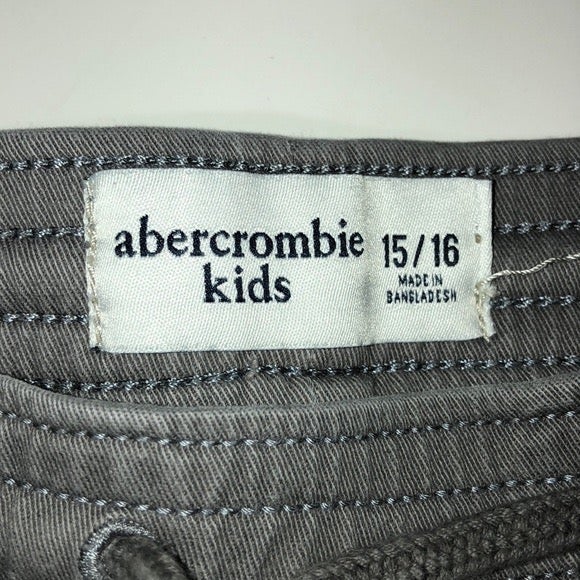 abercrombie
kids
15/16
MADE IN
BANGLADESH